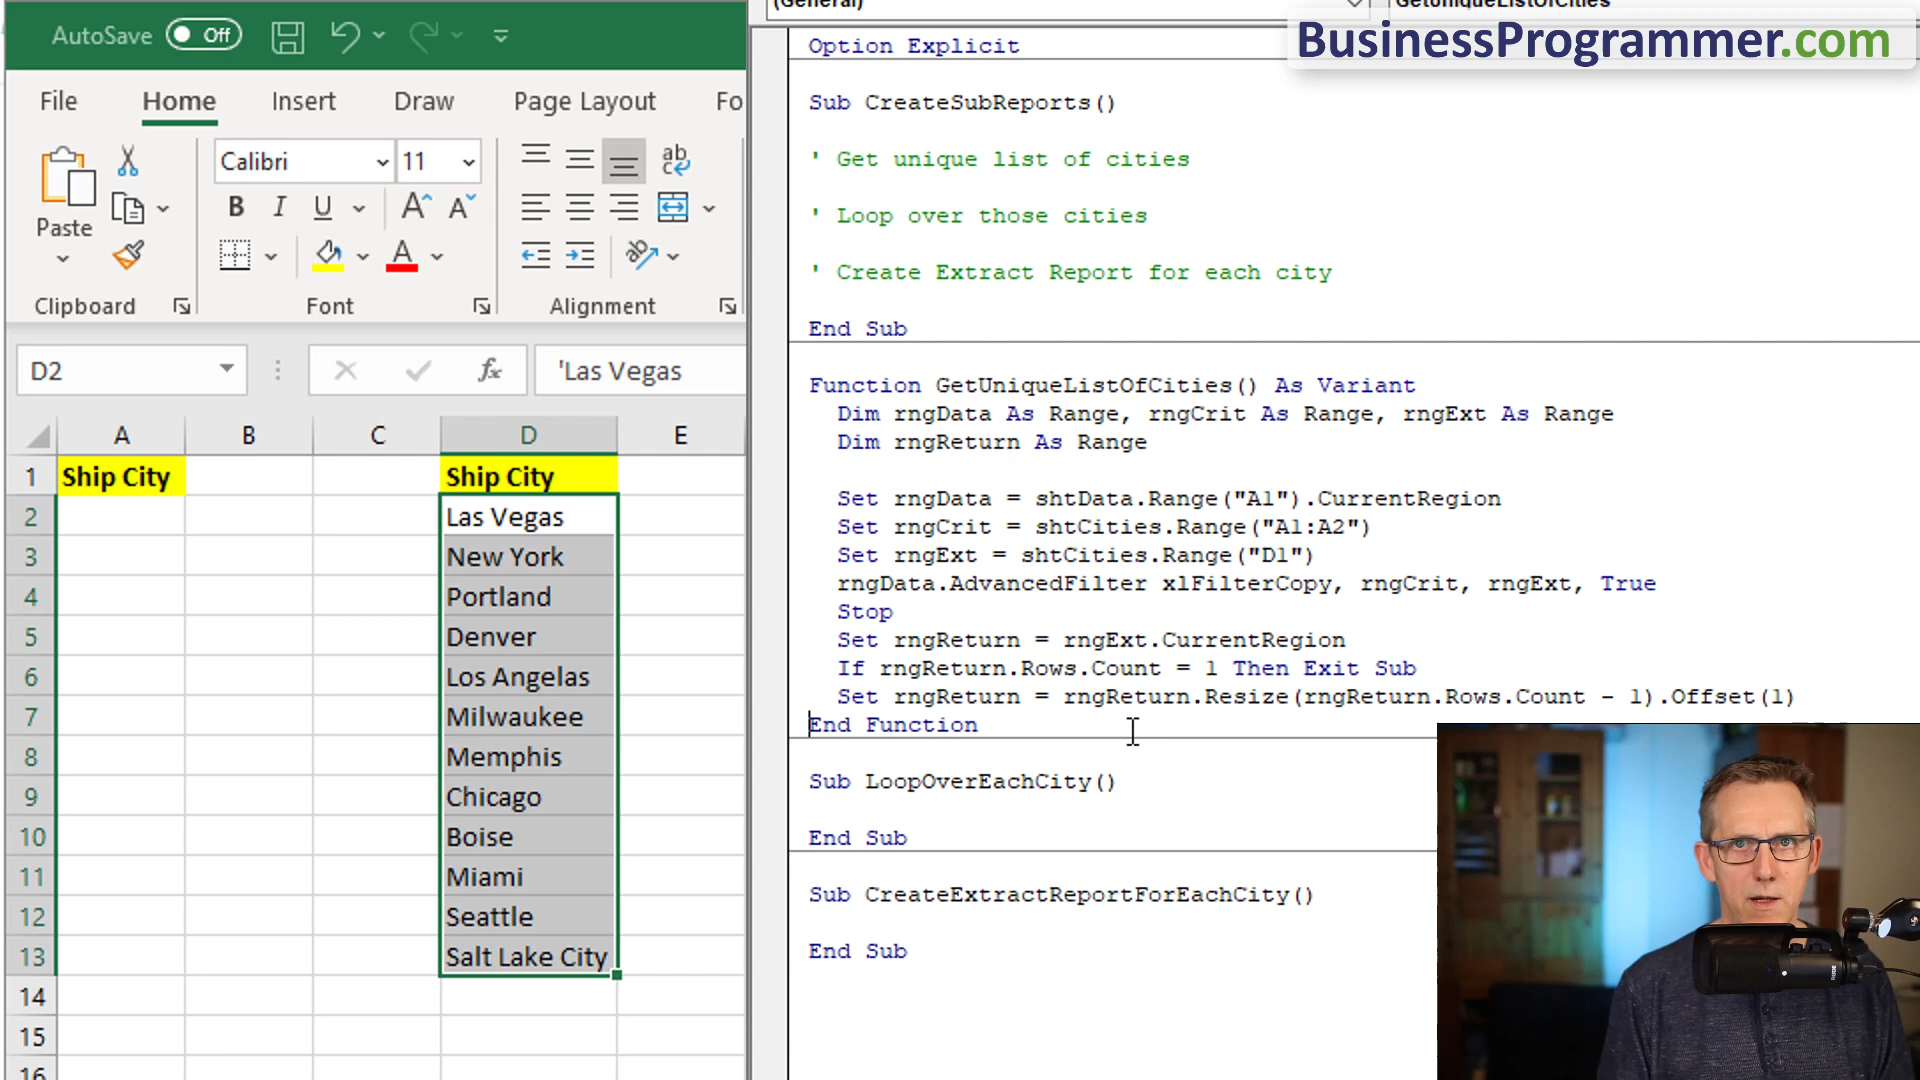 AutoSave Off
File Home Insert Draw Page Layout Fo
Paste
Calibri 11
B I U A A
ab
A ab
Clipboard Font Alignment
D2 fx 'Las Vegas
A B C D E
1 Ship City Ship City
2 Las Vegas
3 New York
4 Portland
5 Denver
6 Los Angelas
7 Milwaukee
8 Memphis
9 Chicago
10 Boise
11 Miami
12 Seattle
13 Salt Lake City
14
15
16
(General) GetUniqueListOfCities
BusinessProgrammer.com
Option Explicit
Sub CreateSubReports()
' Get unique list of cities
' Loop over those cities
' Create Extract Report for each city
End Sub
Function GetUniqueListOfCities() As Variant
Dim rngData As Range, rngCrit As Range, rngExt As Range
Dim rngReturn As Range
Set rngData = shtData.Range("A1").CurrentRegion
Set rngCrit = shtCities.Range("A1:A2")
Set rngExt = shtCities.Range("D1")
rngData.AdvancedFilter xlFilterCopy, rngCrit, rngExt, True
Stop
Set rngReturn = rngExt.CurrentRegion
If rngReturn.Rows.Count = 1 Then Exit Sub
Set rngReturn = rngReturn.Resize(rngReturn.Rows.Count - 1).Offset(1)
End Function
Sub LoopOverEachCity()
End Sub
Sub CreateExtractReportForEachCity()
End Sub